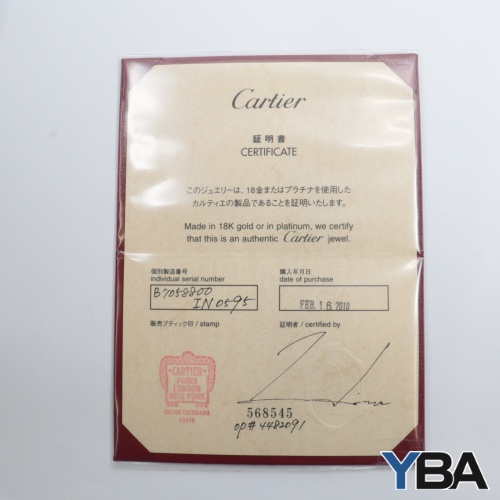 Cartier
証明書
CERTIFICATE
このジュエリーは、18金またはプラチナを使用した
カルティエの製品であることを証明いたします。
Made in 18K gold or in platinum, we certify
that this is an authentic Cartier jewel.
個別製品番号
individual serial number
B7058800
IN0595
購入年月日
date of purchase
FEB. 16. 2010
販売ブティック印 / stamp
CARTIER
PARIS
LONDON
NEW YORK
証明者 / certified by
568545
op# 4482091
YBA